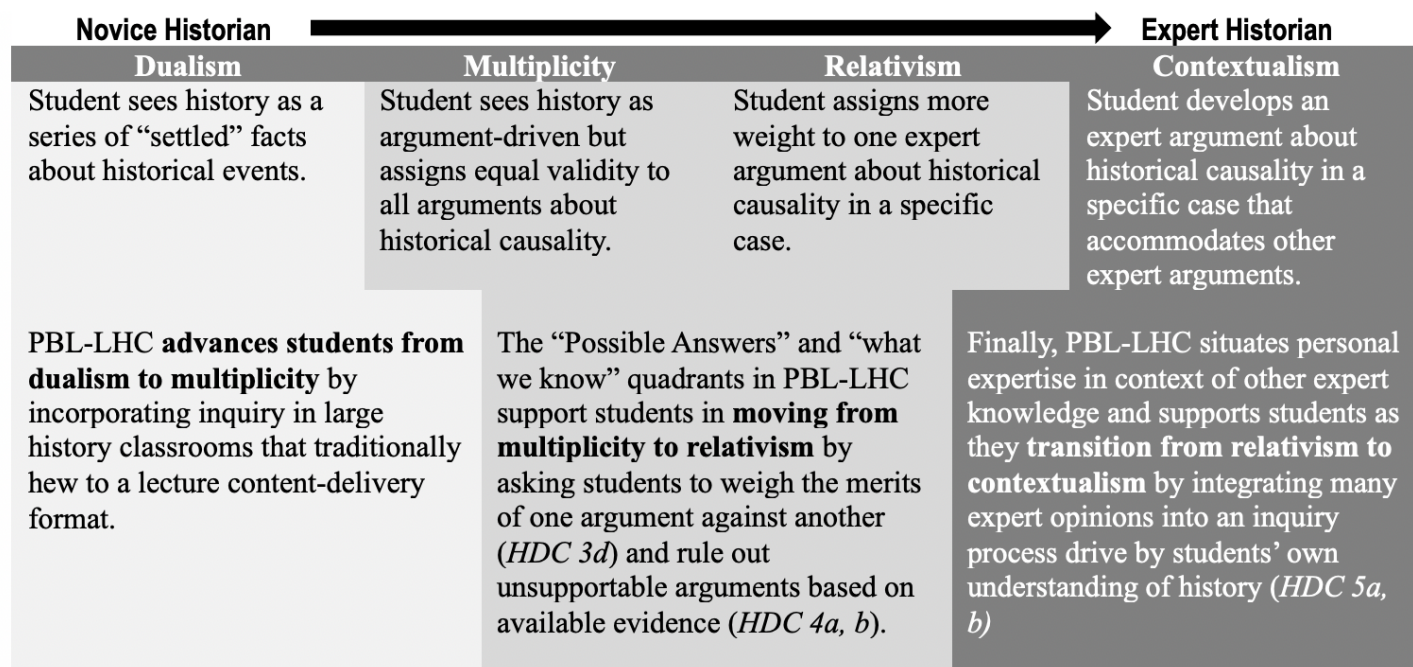 Novice Historian
Expert Historian
Dualism
Multiplicity
Relativism
Contextualism
Student sees history as a
series of “settled” facts
about historical events.
Student sees history as
argument-driven but
assigns equal validity to
all arguments about
historical causality.
Student assigns more
weight to one expert
argument about historical
causality in a specific
case.
Student develops an
expert argument about
historical causality in a
specific case that
accommodates other
expert arguments.
PBL-LHC advances students from
dualism to multiplicity by
incorporating inquiry in large
history classrooms that traditionally
hew to a lecture content-delivery
format.
The “Possible Answers” and “what
we know” quadrants in PBL-LHC
support students in moving from
multiplicity to relativism by
asking students to weigh the merits
of one argument against another
(HDC 3d) and rule out
unsupportable arguments based on
available evidence (HDC 4a, b).
Finally, PBL-LHC situates personal
expertise in context of other expert
knowledge and supports students as
they transition from relativism to
contextualism by integrating many
expert opinions into an inquiry
process drive by students’ own
understanding of history (HDC 5a,
b)